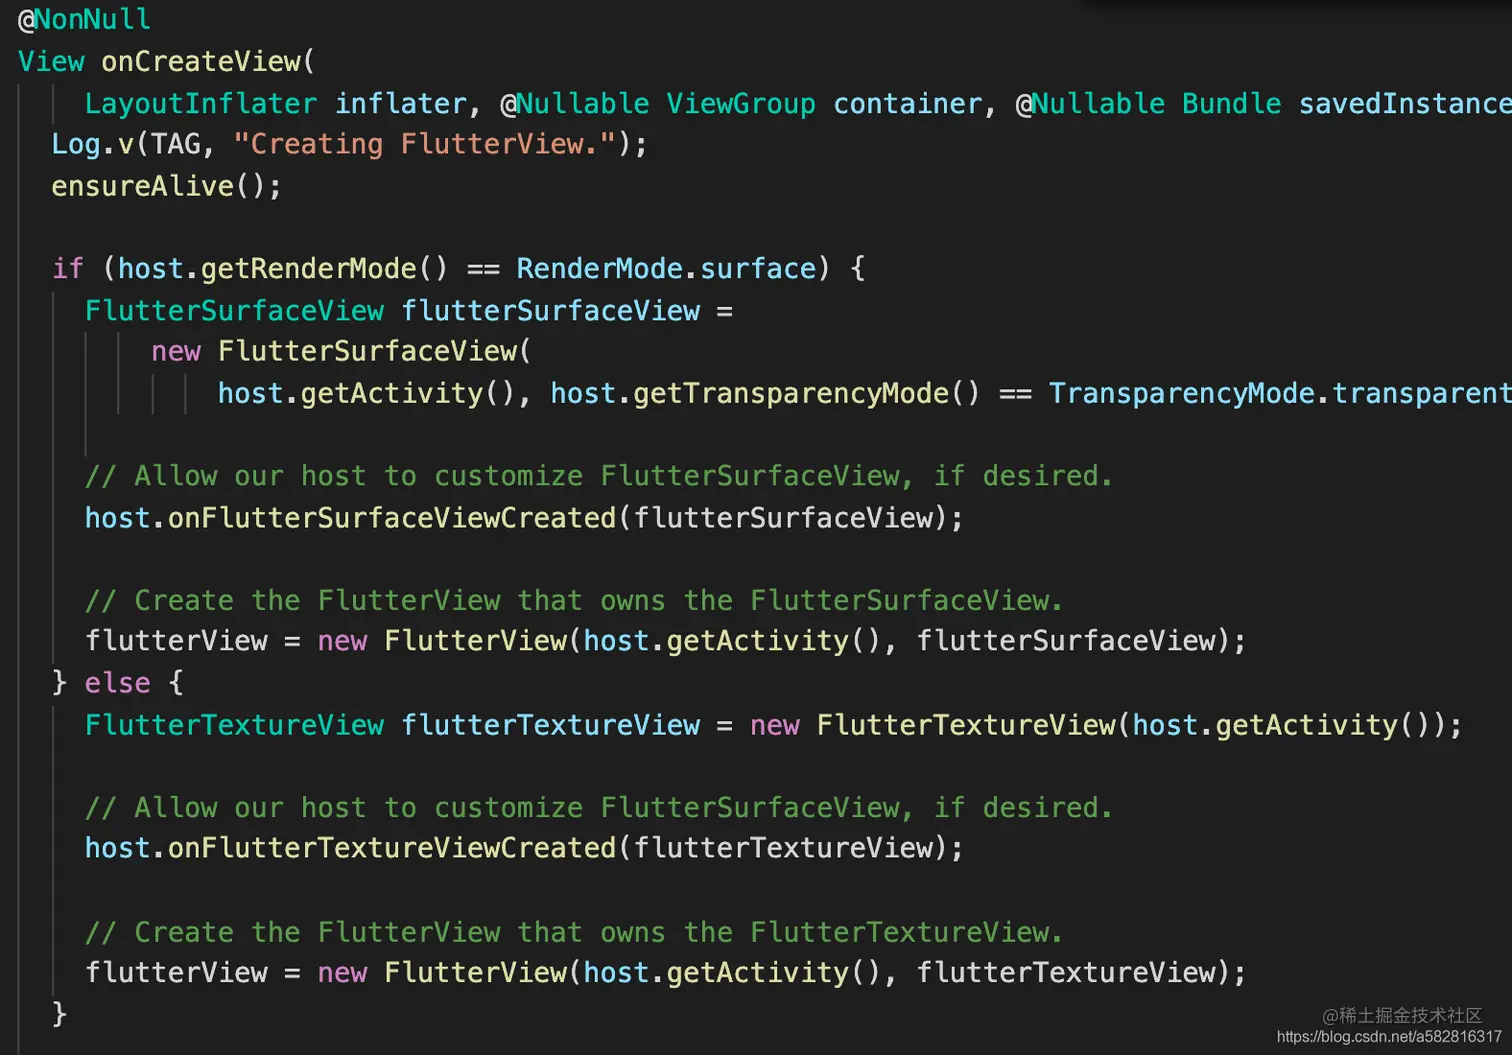 @NonNull
View onCreateView(
LayoutInflater inflater, @Nullable ViewGroup container, @Nullable Bundle savedInstance
Log.v(TAG, "Creating FlutterView.");
ensureAlive();
if (host.getRenderMode() == RenderMode.surface) {
FlutterSurfaceView flutterSurfaceView =
new FlutterSurfaceView(
host.getActivity(), host.getTransparencyMode() == TransparencyMode.transparent
// Allow our host to customize FlutterSurfaceView, if desired.
host.onFlutterSurfaceViewCreated(flutterSurfaceView);
// Create the FlutterView that owns the FlutterSurfaceView.
flutterView = new FlutterView(host.getActivity(), flutterSurfaceView);
} else {
FlutterTextureView flutterTextureView = new FlutterTextureView(host.getActivity());
// Allow our host to customize FlutterSurfaceView, if desired.
host.onFlutterTextureViewCreated(flutterTextureView);
// Create the FlutterView that owns the FlutterTextureView.
flutterView = new FlutterView(host.getActivity(), flutterTextureView);
}
@稀土掘金技术社区
https://blog.csdn.net/a582816317